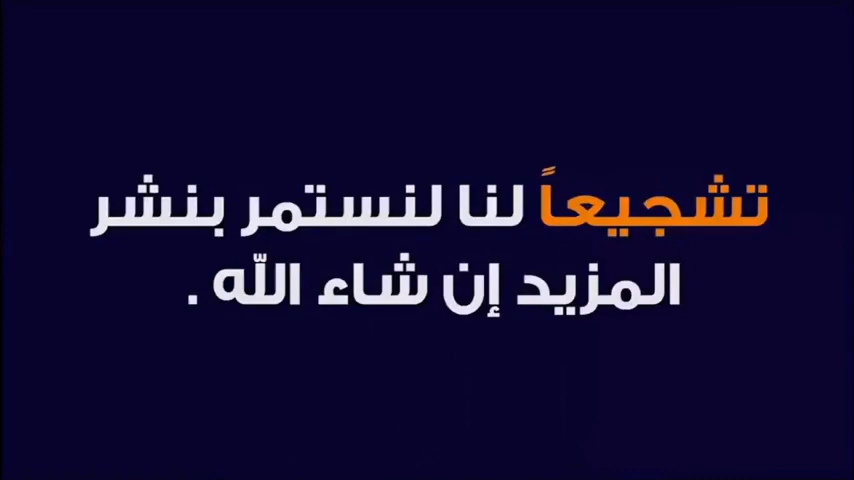 تشجيعاً لنا لنستمر بنشر
المزيد إن شاء الله .